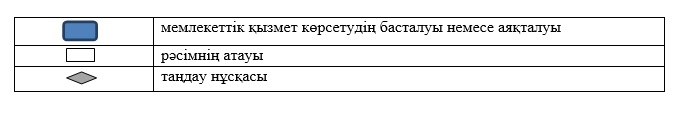 мемлекеттік қызмет көрсетудің басталуы немесе аяқталуы
рәсімнің атауы
таңдау нұсқасы